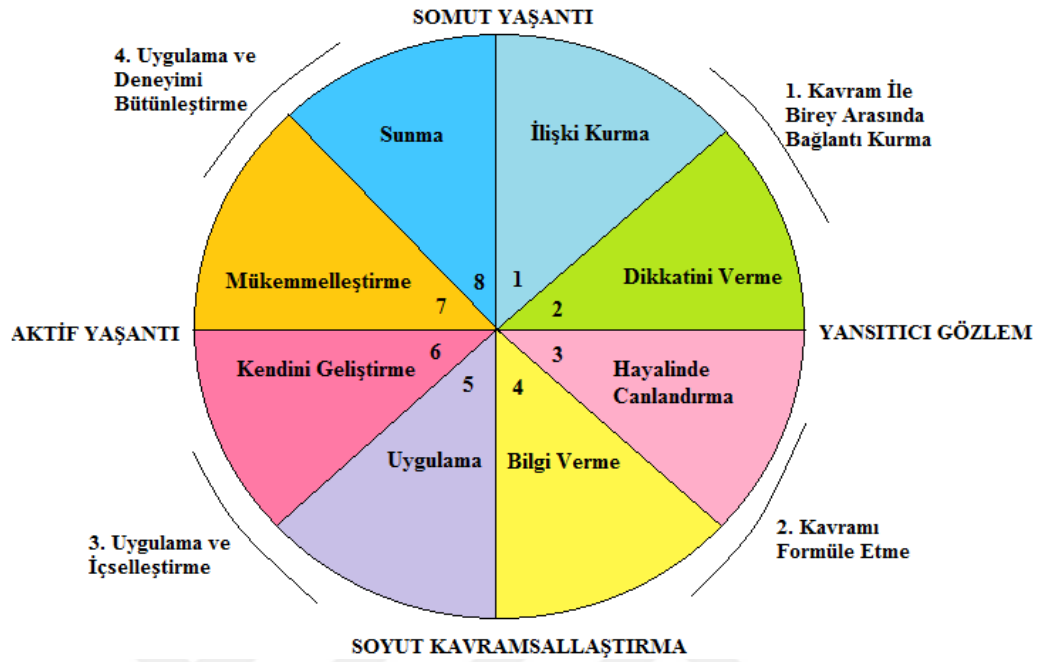 SOMUT YAŞANTI
4. Uygulama ve
Deneyimi
Bütünleştirme
1. Kavram İle
Birey Arasında
Bağlantı Kurma
Sunma
İlişki Kurma
Mükemmelleştirme
Dikkatini Verme
8
1
7
2
AKTİF YAŞANTI
YANSITICI GÖZLEM
6
3
Kendini Geliştirme
Hayalinde
Canlandırma
5
4
Uygulama
Bilgi Verme
3. Uygulama ve
İçselleştirme
2. Kavramı
Formüle Etme
SOYUT KAVRAMSALLAŞTIRMA